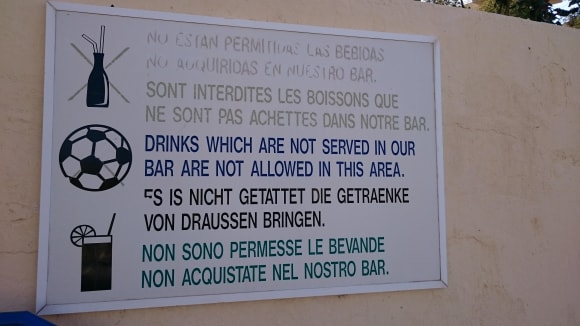 NO ESTAN PERMITIDAS LAS BEBIDAS
NO ADQUIRIDAS EN NUESTRO BAR.
SONT INTERDITES LES BOISSONS QUE
NE SONT PAS ACHETTES DANS NOTRE BAR.
DRINKS WHICH ARE NOT SERVED IN OUR
BAR ARE NOT ALLOWED IN THIS AREA.
ES IS NICHT GETATTET DIE GETRAENKE
VON DRAUSSEN BRINGEN.
NON SONO PERMESSE LE BEVANDE
NON ACQUISTATE NEL NOSTRO BAR.